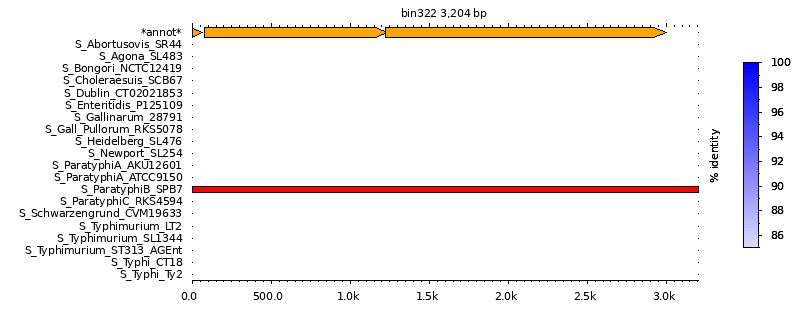 bin322 3,204 bp
*annot*
S_Abortusovis_SR44
S_Agona_SL483
S_Bongori_NCTC12419
S_Choleraesuis_SCB67
S_Dublin_CT02021853
S_Enteritidis_P125109
S_Gallinarum_28791
S_Gall_Pullorum_RKS5078
S_Heidelberg_SL476
S_Newport_SL254
S_ParatyphiA_AKU12601
S_ParatyphiA_ATCC9150
S_ParatyphiB_SPB7
S_ParatyphiC_RKS4594
S_Schwarzengrund_CVM19633
S_Typhimurium_LT2
S_Typhimurium_SL1344
S_Typhimurium_ST313_AGEnt
S_Typhi_CT18
S_Typhi_Ty2
0.0 500.0 1.0k 1.5k 2.0k 2.5k 3.0k
% identity
100
98
96
94
92
90
88
86